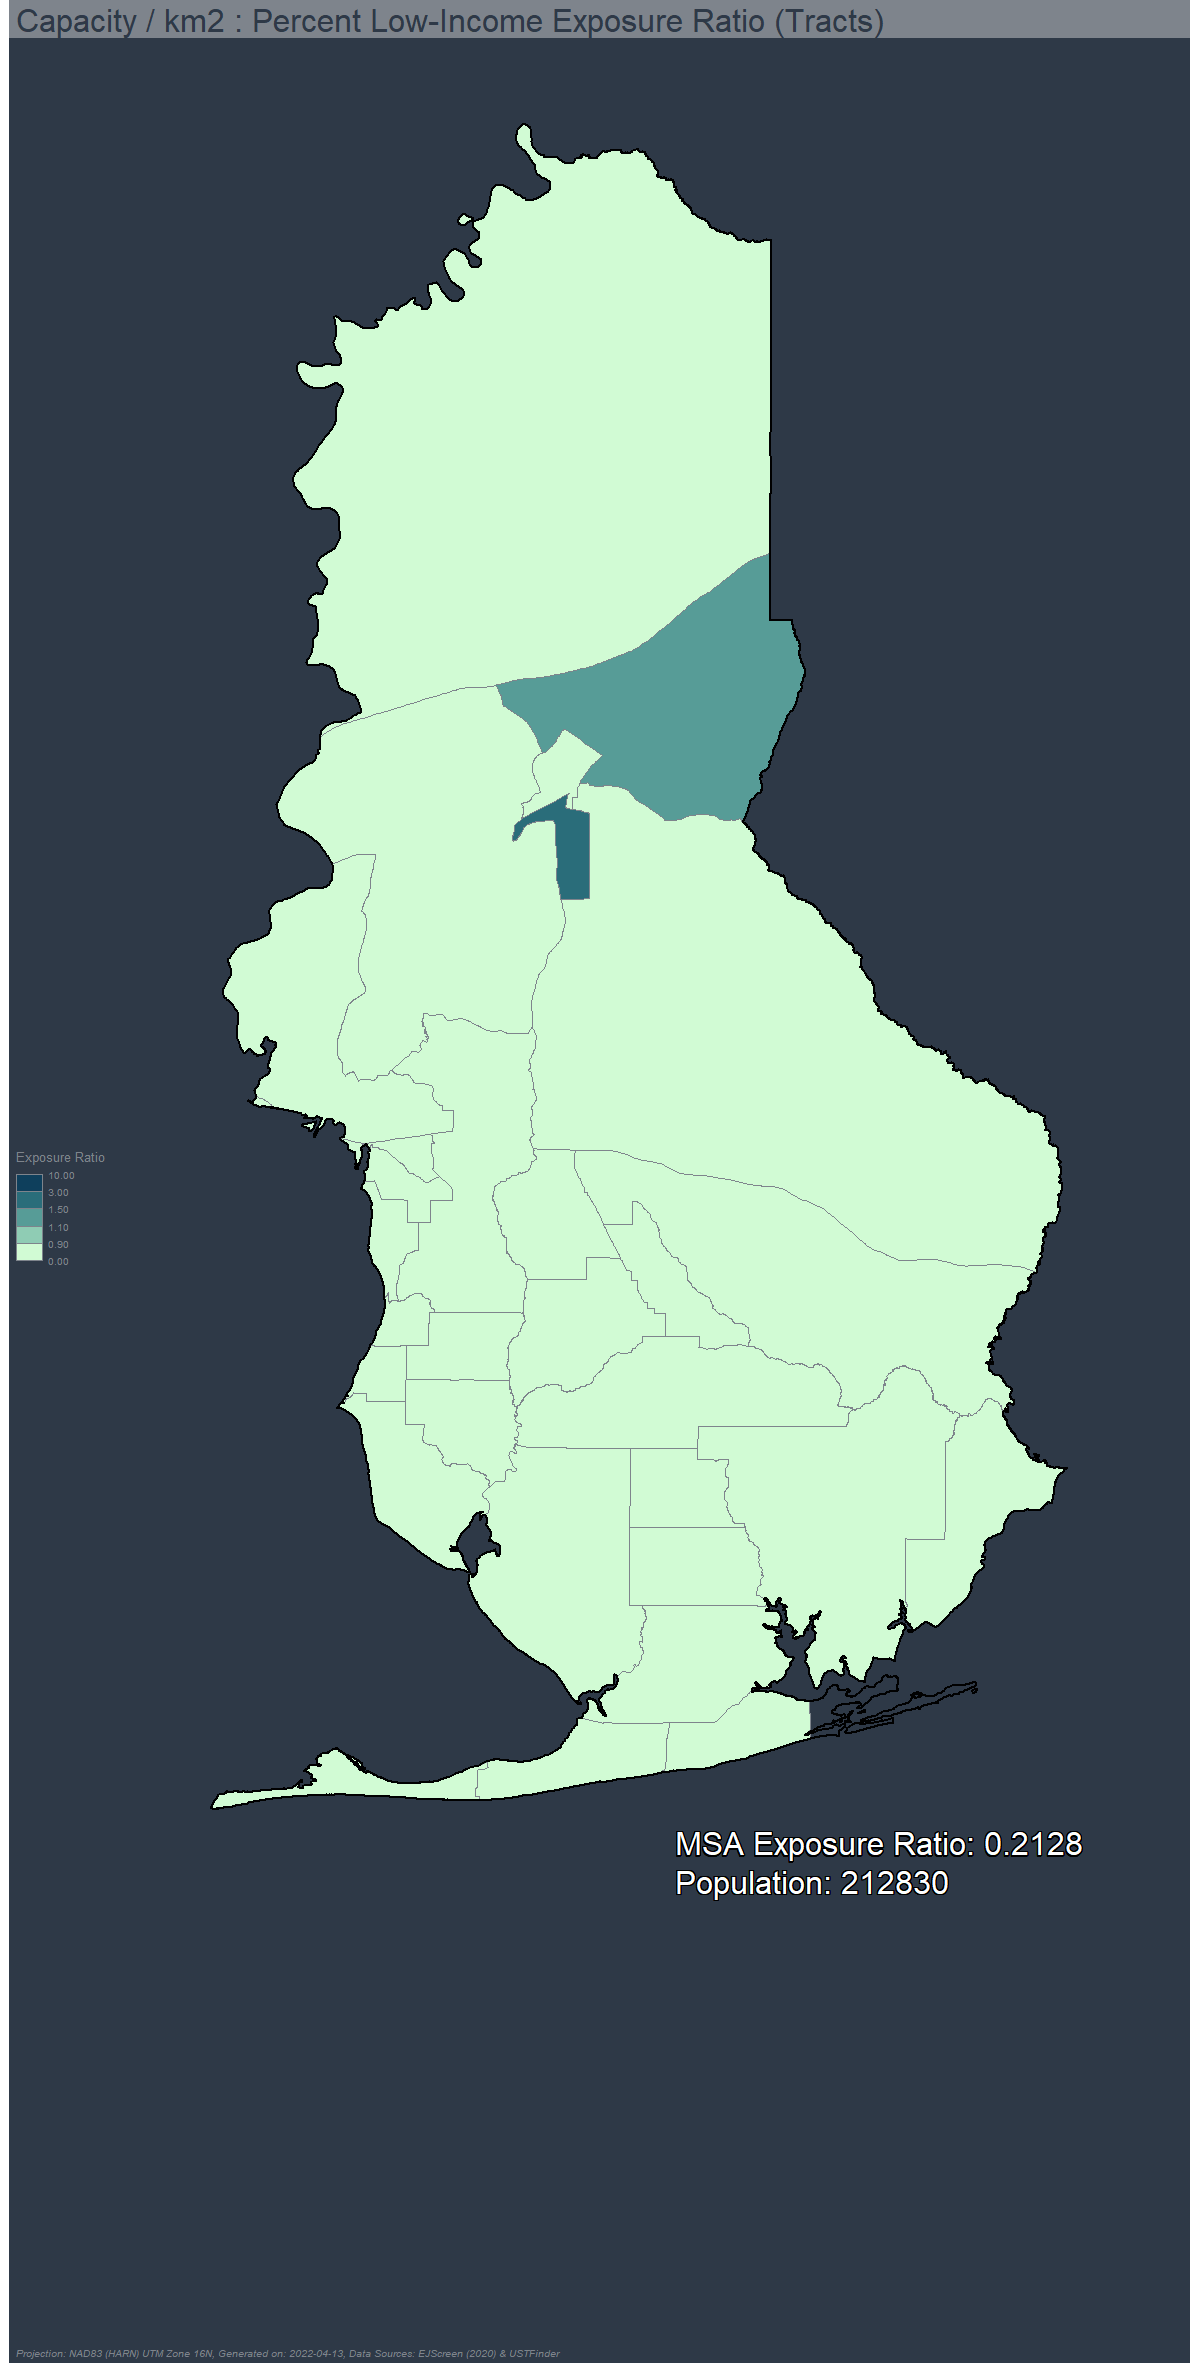 Capacity / km2 : Percent Low-Income Exposure Ratio (Tracts)
Exposure Ratio
10.00
3.00
1.50
1.10
0.90
0.00
MSA Exposure Ratio: 0.2128
Population: 212830
Projection: NAD83 (HARN) UTM Zone 16N, Generated on: 2022-04-13, Data Sources: EJScreen (2020) & USTFinder